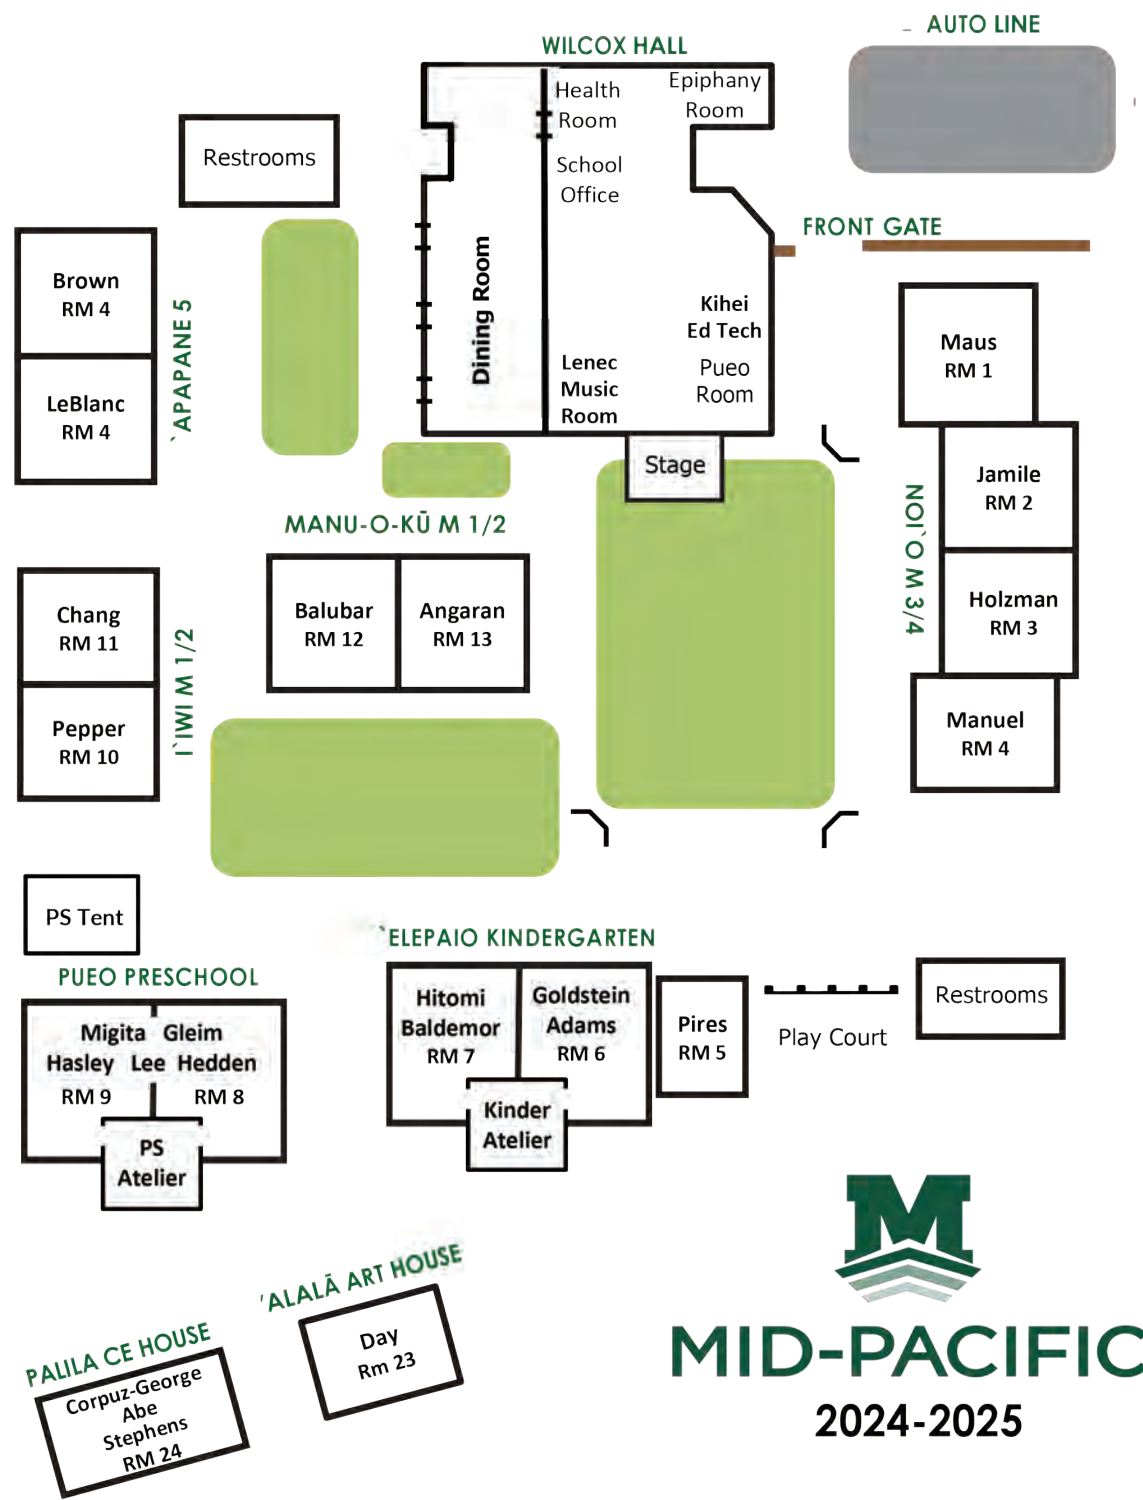 AUTO LINE
WILCOX HALL
Health
Room
Epiphany
Room
School
Office
Restrooms
FRONT GATE
Dining Room
Kihei
Ed Tech
Pueo
Room
Lenec
Music
Room
Stage
Brown
RM 4
LeBlanc
RM 4
`APAPANE 5
Maus
RM 1
Jamile
RM 2
Holzman
RM 3
Manuel
RM 4
NOI`O M 3/4
MANU-O-KŪ M 1/2
Balubar
RM 12
Angaran
RM 13
Chang
RM 11
Pepper
RM 10
I`IWI M 1/2
PS Tent
PUEO PRESCHOOL
Migita Gleim
Hasley Lee Hedden
RM 9 RM 8
PS
Atelier
`ELEPAIO KINDERGARTEN
Hitomi
Baldemor
RM 7
Goldstein
Adams
RM 6
Kinder
Atelier
Pires
RM 5
Play Court
Restrooms
'ALALĀ ART HOUSE
Day
Rm 23
PALILA CE HOUSE
Corpuz-George
Abe
Stephens
RM 24
M
MID-PACIFIC
2024-2025